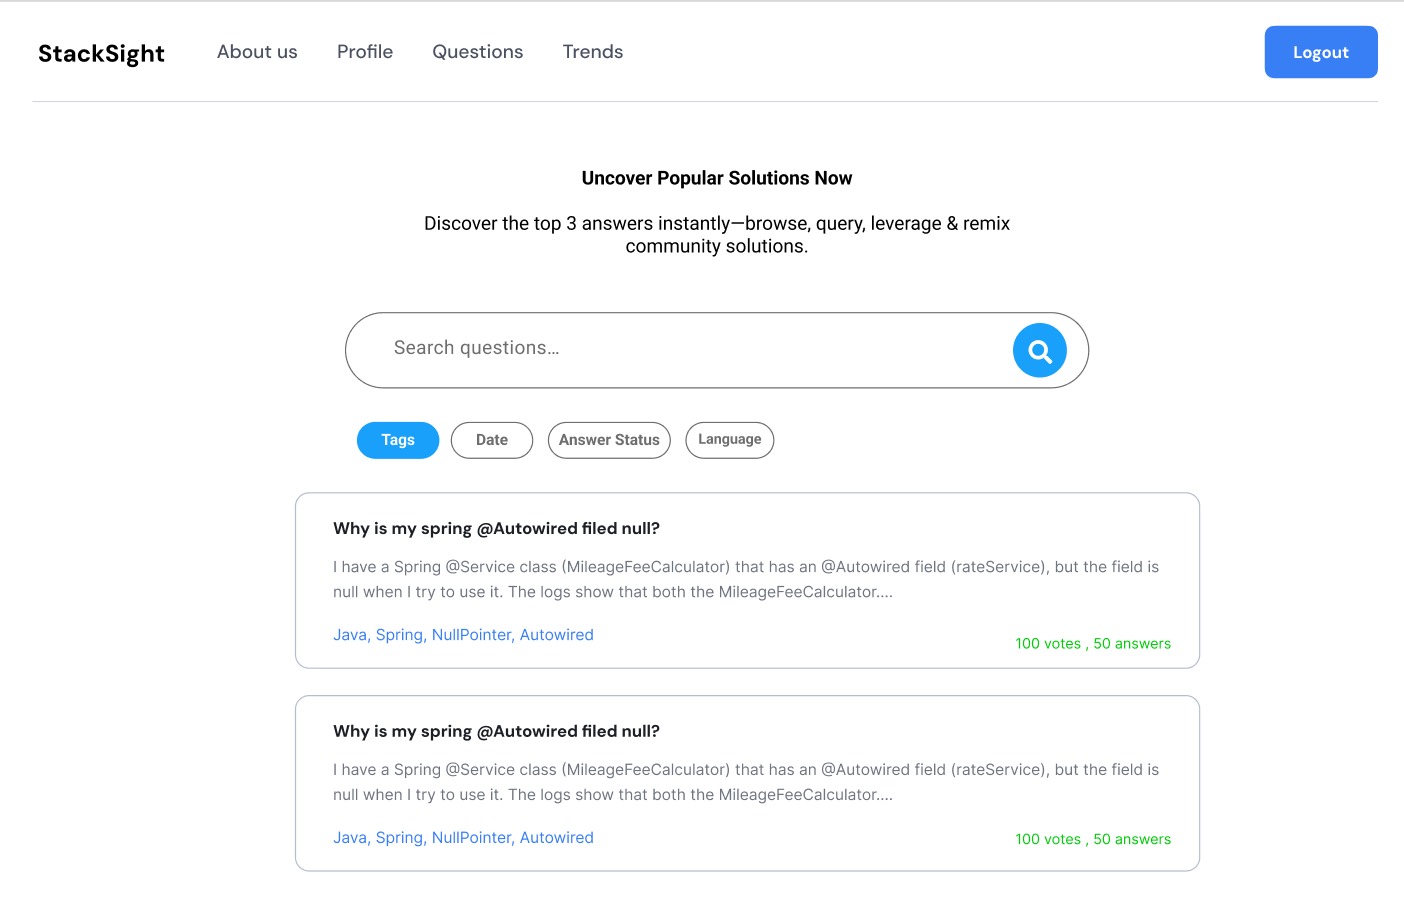 StackSight
About us
Profile
Questions
Trends
Logout
Uncover Popular Solutions Now
Discover the top 3 answers instantly—browse, query, leverage & remix
community solutions.
Search questions...
Tags
Date
Answer Status
Language
Why is my spring @Autowired filed null?
I have a Spring @Service class (MileageFeeCalculator) that has an @Autowired field (rateService), but the field is
null when I try to use it. The logs show that both the MileageFeeCalculator....
Java, Spring, NullPointer, Autowired
100 votes , 50 answers
Why is my spring @Autowired filed null?
I have a Spring @Service class (MileageFeeCalculator) that has an @Autowired field (rateService), but the field is
null when I try to use it. The logs show that both the MileageFeeCalculator....
Java, Spring, NullPointer, Autowired
100 votes , 50 answers